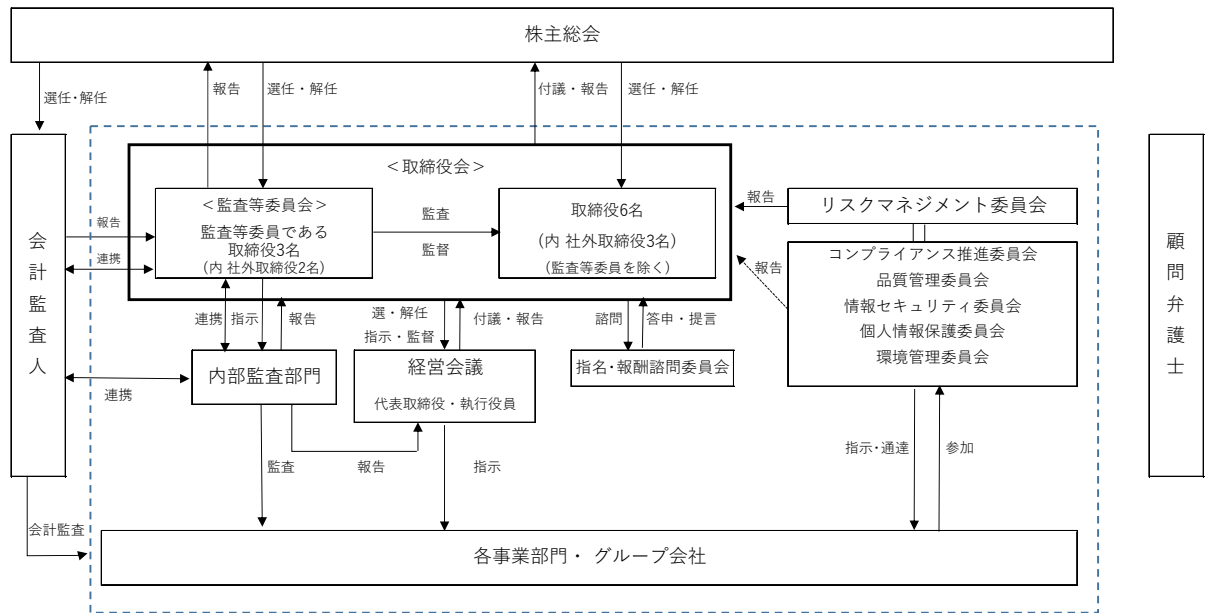 株主総会
選任・解任
報告
選任・解任
付議・報告
選任・解任
会計監査人
顧問弁護士
<取締役会>
<監査等委員会>
監査等委員である
取締役3名
(内 社外取締役2名)
監査
監督
取締役6名
(内 社外取締役3名)
(監査等委員を除く)
報告
リスクマネジメント委員会
報告
連携
報告
コンプライアンス推進委員会
品質管理委員会
情報セキュリティ委員会
個人情報保護委員会
環境管理委員会
連携
指示
報告
選・解任
指示・監督
付議・報告
諮問
答申・提言
内部監査部門
経営会議
代表取締役・執行役員
指名・報酬諮問委員会
連携
監査
報告
指示
指示・通達
参加
会計監査
各事業部門・ グループ会社